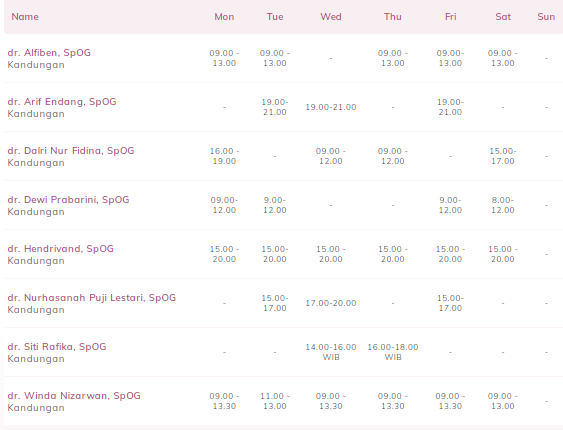 Name Mon Tue Wed Thu Fri Sat Sun
dr. Alfiben, SpOG
Kandungan
09.00 - 13.00
09.00 - 13.00
-
09.00 - 13.00
09.00- 13.00
09.00 - 13.00
-
dr. Arif Endang, SpOG
Kandungan
-
19.00- 21.00
19.00-21.00
-
19.00- 21.00
-
-
dr. Dalri Nur Fidina, SpOG
Kandungan
16.00 - 19.00
-
09.00 - 12.00
09.00 - 12.00
-
15.00- 17.00
-
dr. Dewi Prabarini, SpOG
Kandungan
09.00- 12.00
9.00- 12.00
-
-
9.00- 12.00
8.00- 12.00
-
dr. Hendrivand, SpOG
Kandungan
15.00 - 20.00
15.00- 20.00
15.00 - 20.00
15.00 - 20.00
15.00 - 20.00
15.00 - 20.00
-
dr. Nurhasanah Puji Lestari, SpOG
Kandungan
-
15.00- 17.00
17.00-20.00
-
15.00- 17.00
-
-
dr. Siti Rafika, SpOG
Kandungan
-
-
14.00-16.00 WIB
16.00-18.00 WIB
-
-
-
dr. Winda Nizarwan, SpOG
Kandungan
09.00 - 13.30
11.00 - 13.00
09.00 - 13.30
09.00 - 13.30
09.00 - 13.30
09.00 - 13.00
-